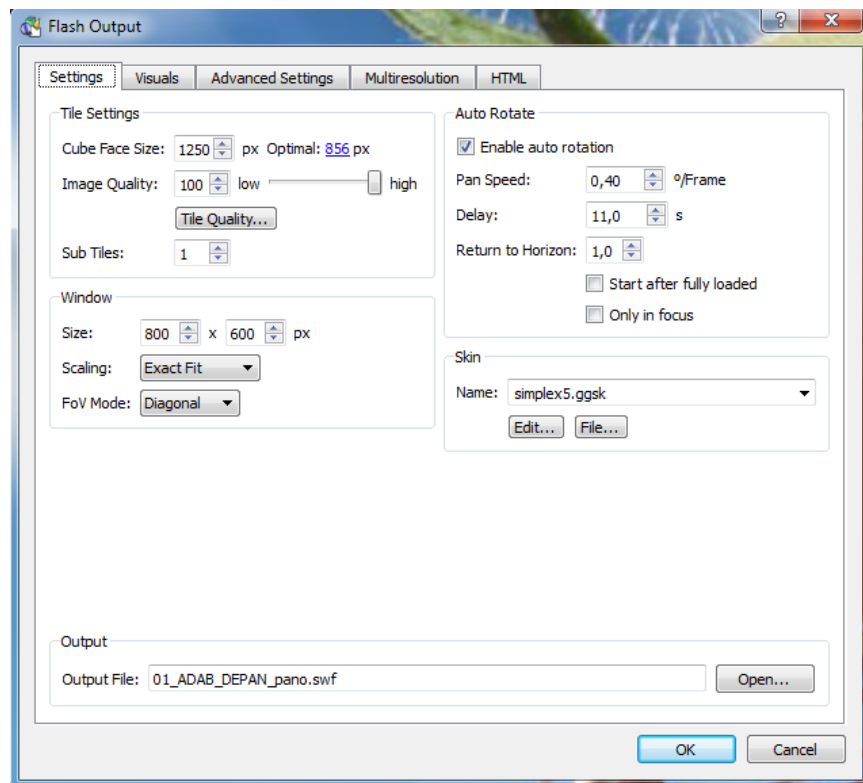 Flash Output
?
X
Settings Visuals Advanced Settings Multiresolution HTML
Tile Settings
Cube Face Size: 1250 px Optimal: 856 px
Image Quality: 100 low high
Tile Quality...
Sub Tiles: 1
Window
Size: 800 x 600 px
Scaling: Exact Fit
FoV Mode: Diagonal
Auto Rotate
Enable auto rotation
Pan Speed: 0,40 º/Frame
Delay: 11,0 s
Return to Horizon: 1,0
Start after fully loaded
Only in focus
Skin
Name: simplex5.ggsk
Edit... File...
Output
Output File: 01_ADAB_DEPAN_pano.swf Open...
OK Cancel